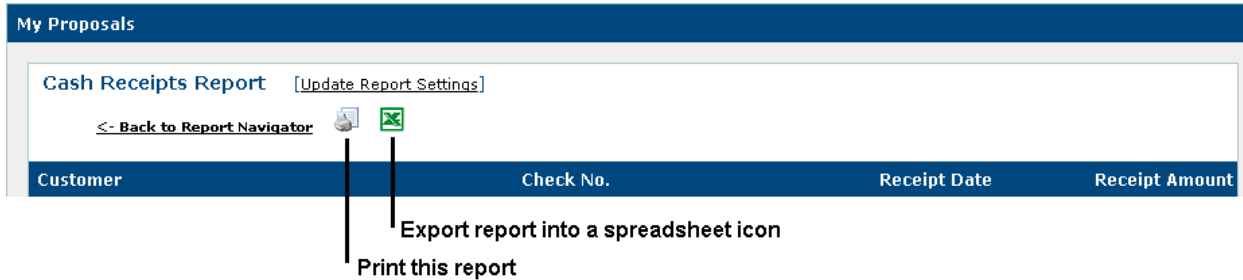 My Proposals
Cash Receipts Report [Update Report Settings]
<- Back to Report Navigator
Customer Check No. Receipt Date Receipt Amount
Export report into a spreadsheet icon
Print this report